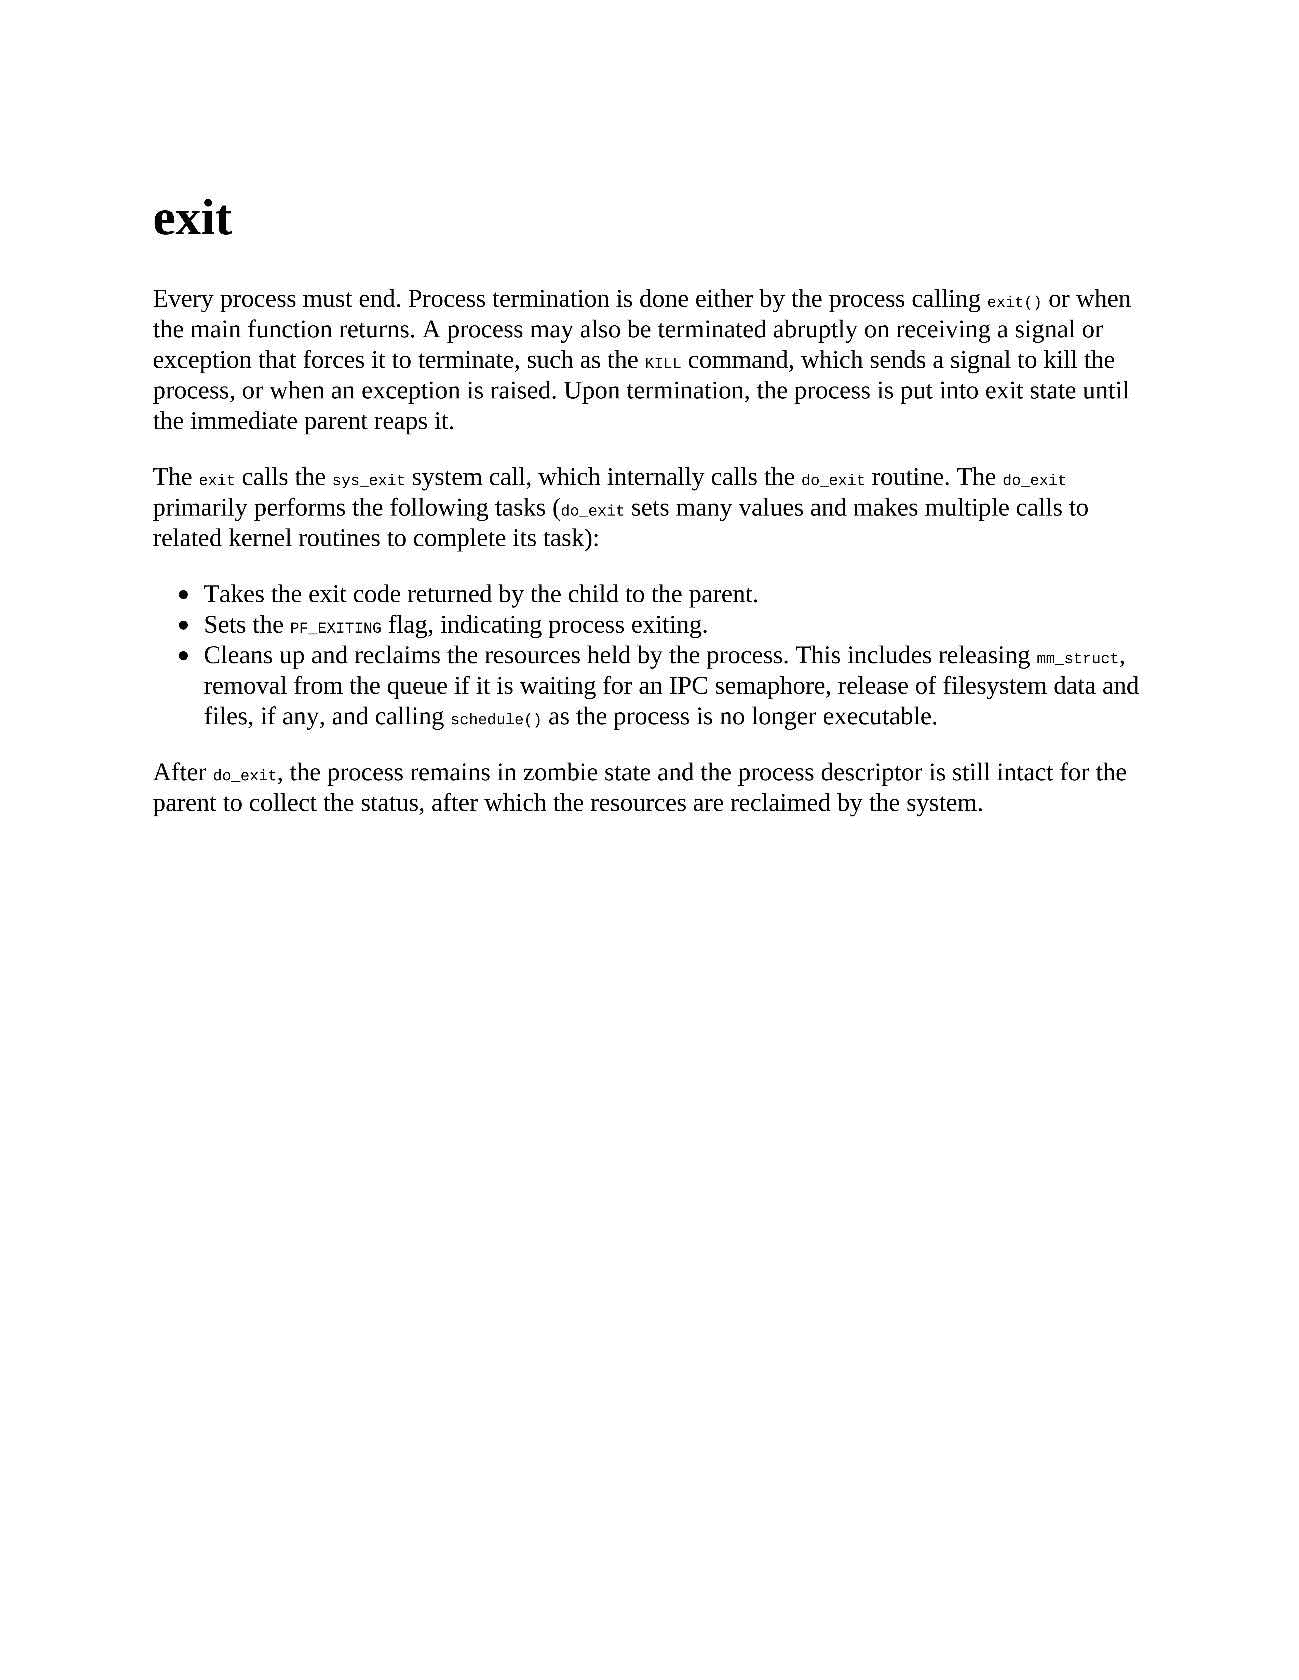 exit
Every process must end. Process termination is done either by the process calling exit() or when
the main function returns. A process may also be terminated abruptly on receiving a signal or
exception that forces it to terminate, such as the KILL command, which sends a signal to kill the
process, or when an exception is raised. Upon termination, the process is put into exit state until
the immediate parent reaps it.
The exit calls the sys_exit system call, which internally calls the do_exit routine. The do_exit
primarily performs the following tasks (do_exit sets many values and makes multiple calls to
related kernel routines to complete its task):
• Takes the exit code returned by the child to the parent.
• Sets the PF_EXITING flag, indicating process exiting.
• Cleans up and reclaims the resources held by the process. This includes releasing mm_struct,
removal from the queue if it is waiting for an IPC semaphore, release of filesystem data and
files, if any, and calling schedule() as the process is no longer executable.
After do_exit, the process remains in zombie state and the process descriptor is still intact for the
parent to collect the status, after which the resources are reclaimed by the system.